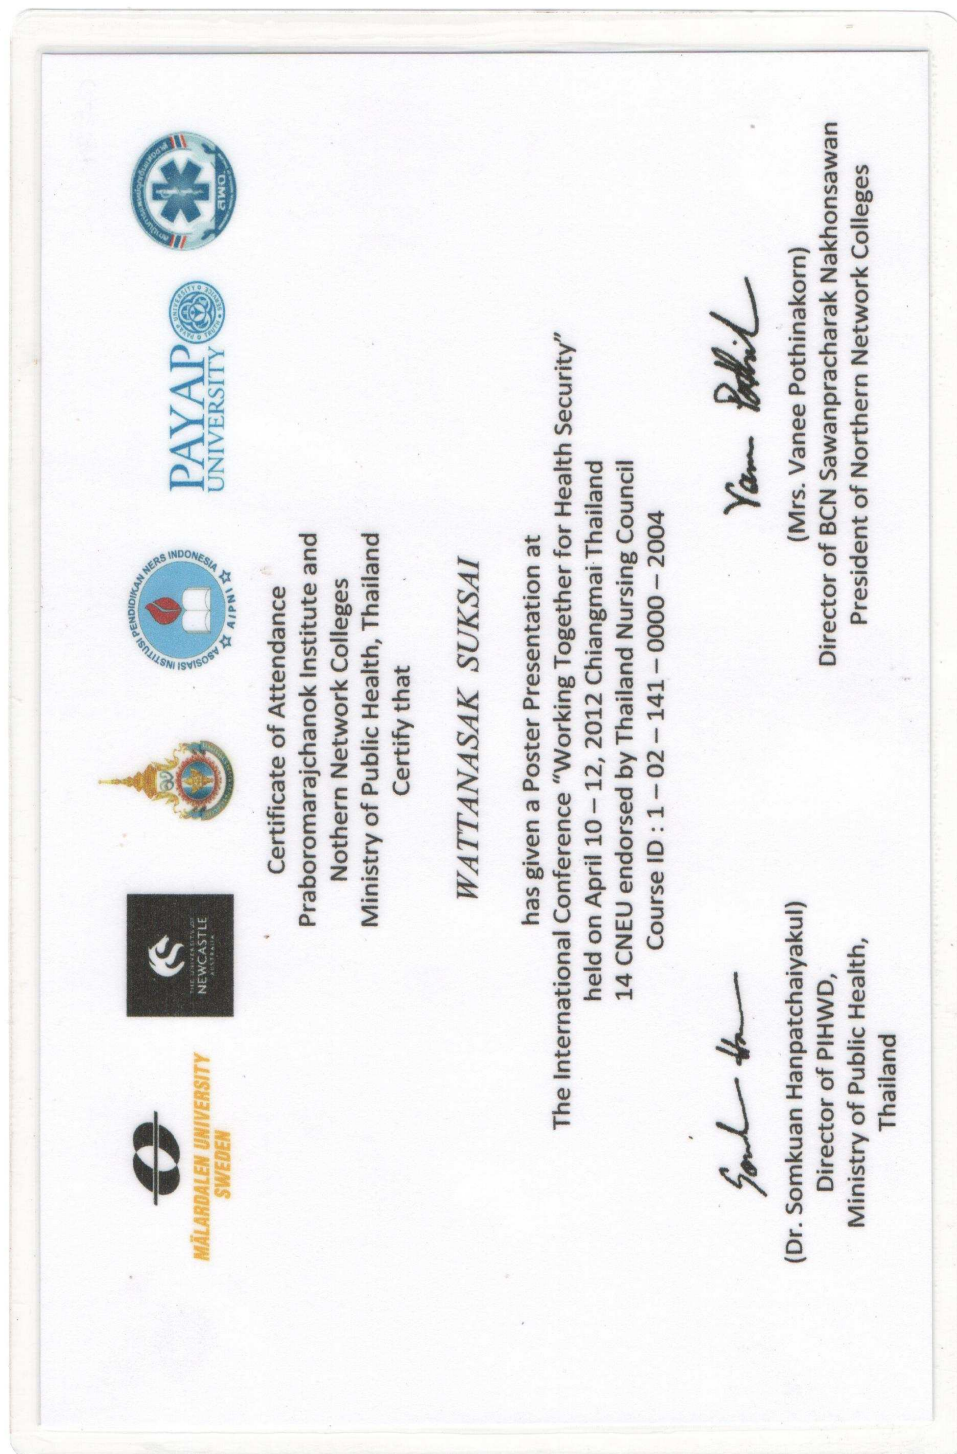 MÄLARDALEN UNIVERSITY
SWEDEN
THE UNIVERSITY OF
NEWCASTLE
AUSTRALIA
ASOSIASI INSTITUSI PENDIDIKAN NERS INDONESIA
AIPNI
PAYAP
UNIVERSITY
PAYAP UNIVERSITY
Certificate of Attendance
Praboromarajchanok Institute and
Nothern Network Colleges
Ministry of Public Health, Thailand
Certify that
WATTANASAK SUKSAI
has given a Poster Presentation at
The International Conference “Working Together for Health Security”
held on April 10 – 12, 2012 Chiangmai Thailand
14 CNEU endorsed by Thailand Nursing Council
Course ID : 1 – 02 – 141 – 0000 – 2004
(Dr. Somkuan Hanpatchaiyakul)
Director of PIHWD,
Ministry of Public Health,
Thailand
(Mrs. Vanee Pothinakorn)
Director of BCN Sawanpracharak Nakhonsawan
President of Northern Network Colleges